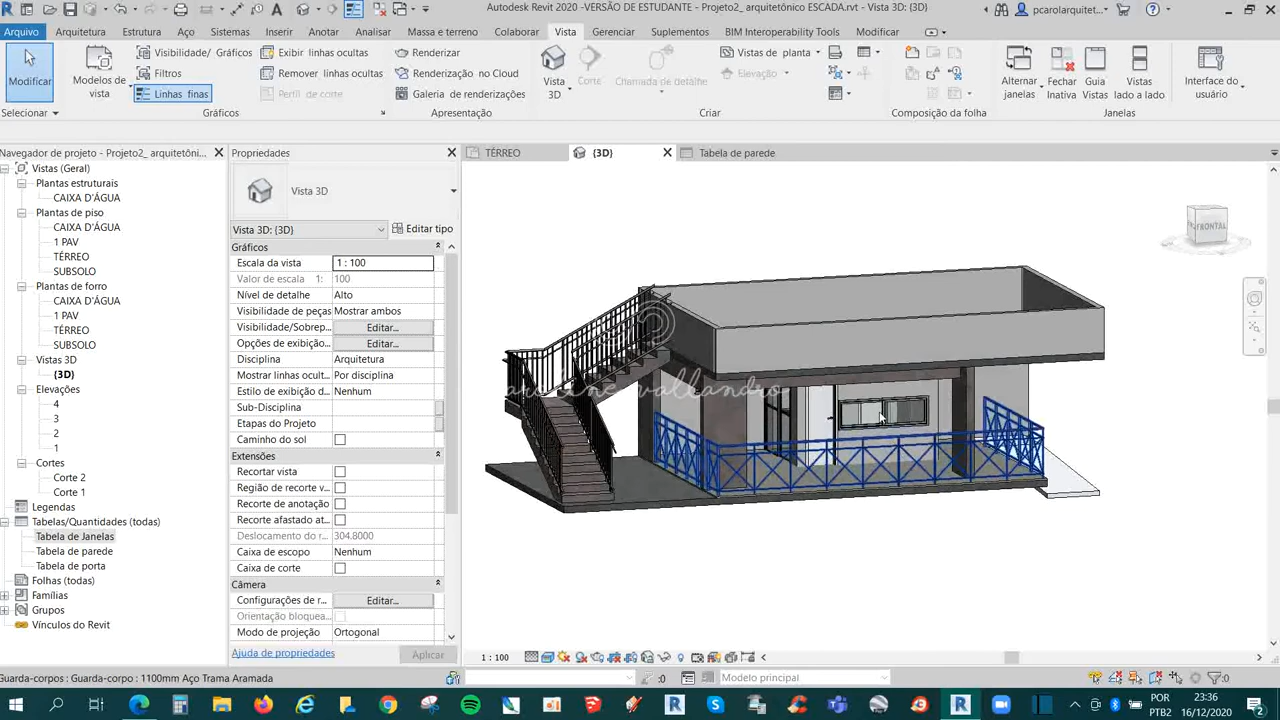 Autodesk Revit 2020 -VERSÃO DE ESTUDANTE - Projeto2_ arquitetônico ESCADA.rvt - Vista 3D: {3D}
pcarolarquitet...
Arquivo Arquitetura Estrutura Aço Sistemas Inserir Anotar Analisar Massa e terreno Colaborar Vista Gerenciar Suplementos BIM Interoperability Tools Modificar
Modificar
Selecionar
Modelos de vista
Visibilidade/ Gráficos
Filtros
Linhas finas
Exibir linhas ocultas
Remover linhas ocultas
Perfil de corte
Gráficos
Renderizar
Renderização no Cloud
Galeria de renderizações
Apresentação
Vista 3D
Corte
Chamada de detalhe
Vistas de planta
Elevação
Criar
Composição da folha
Alternar janelas
Fechar Inativa
Guia Vistas
Vistas lado a lado
Janelas
Interface do usuário
Navegador de projeto - Projeto2_ arquitetôni...
Vistas (Geral)
Plantas estruturais
CAIXA D'ÁGUA
Plantas de piso
CAIXA D'ÁGUA
1 PAV
TÉRREO
SUBSOLO
Plantas de forro
CAIXA D'ÁGUA
1 PAV
TÉRREO
SUBSOLO
Vistas 3D
{3D}
Elevações
4
3
2
1
Cortes
Corte 2
Corte 1
Legendas
Tabelas/Quantidades (todas)
Tabela de Janelas
Tabela de parede
Tabela de porta
Folhas (todas)
Famílias
Grupos
Vínculos do Revit
Propriedades
Vista 3D
Vista 3D: {3D}
Editar tipo
Gráficos
Escala da vista 1 : 100
Valor de escala 1: 100
Nível de detalhe Alto
Visibilidade de peças Mostrar ambos
Visibilidade/Sobrep... Editar...
Opções de exibição... Editar...
Disciplina Arquitetura
Mostrar linhas ocult... Por disciplina
Estilo de exibição d... Nenhum
Sub-Disciplina
Etapas do Projeto
Caminho do sol
Extensões
Recortar vista
Região de recorte v...
Recorte de anotação
Recorte afastado at...
Deslocamento do r... 304.8000
Caixa de escopo Nenhum
Caixa de corte
Câmera
Configurações de r... Editar...
Orientação bloquea...
Modo de projeção Ortogonal
Ajuda de propriedades
Aplicar
TÉRREO
{3D}
Tabela de parede
FRONTAL
1 : 100
Guarda-corpos : Guarda-corpo : 1100mm Aço Trama Aramada
:0
Modelo principal
:0
POR
PTB2
23:36
16/12/2020
2